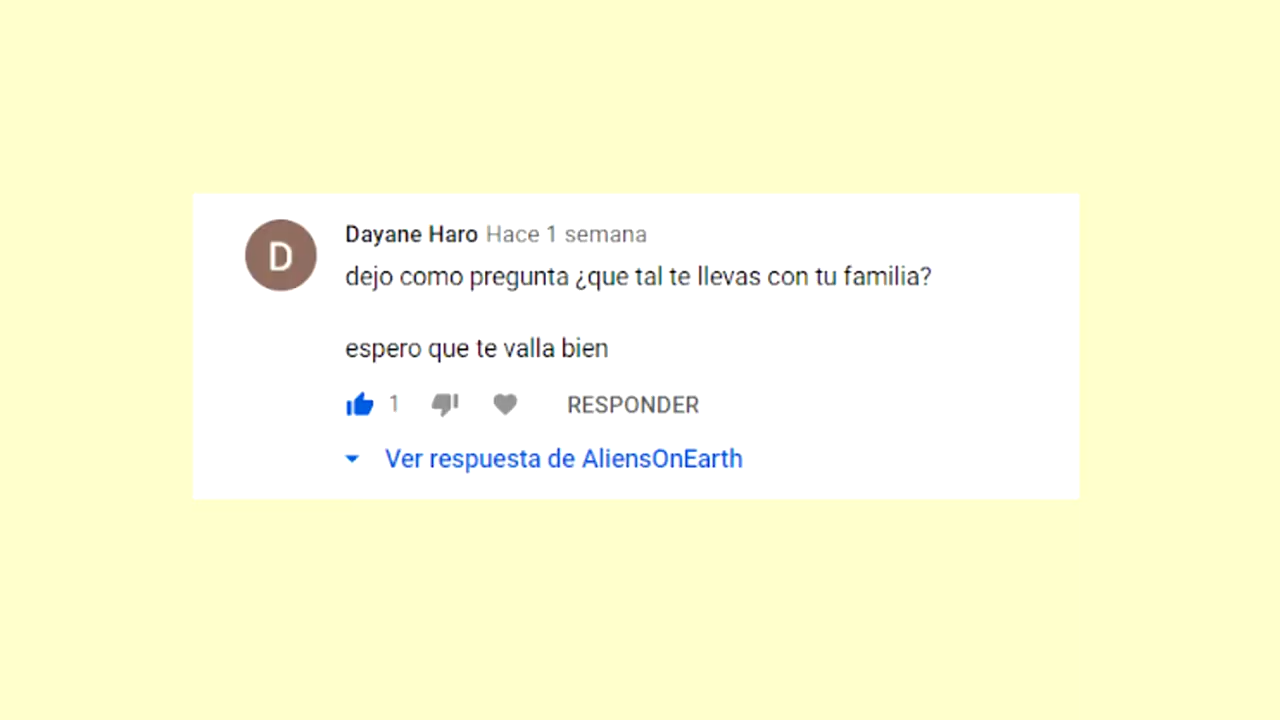 D
Dayane Haro Hace 1 semana
dejo como pregunta ¿que tal te llevas con tu familia?
espero que te valla bien
1
RESPONDER
Ver respuesta de AliensOnEarth